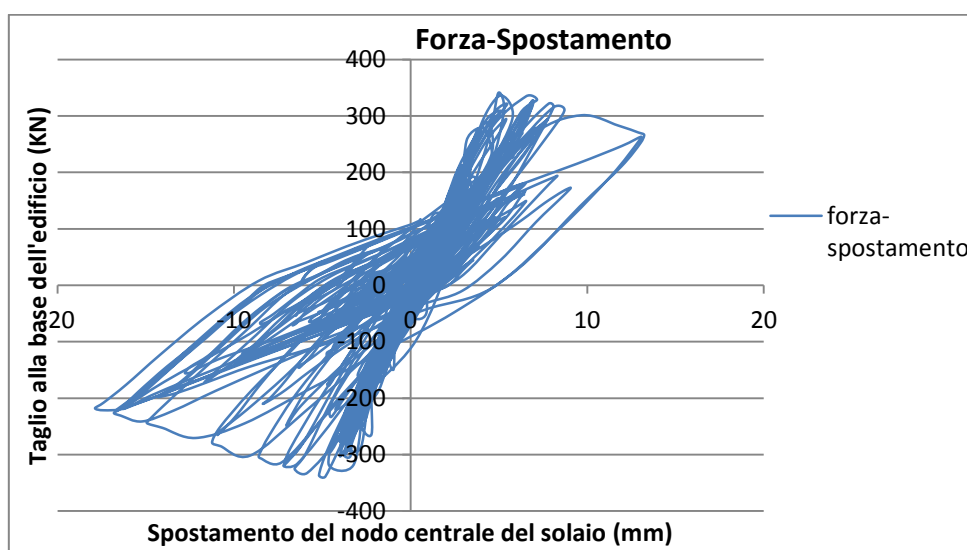 Forza-Spostamento
Taglio alla base dell'edificio (KN)
400
300
200
100
0
-100
-200
-300
-400
-20
-10
0
10
20
Spostamento del nodo centrale del solaio (mm)
forza-
spostamento